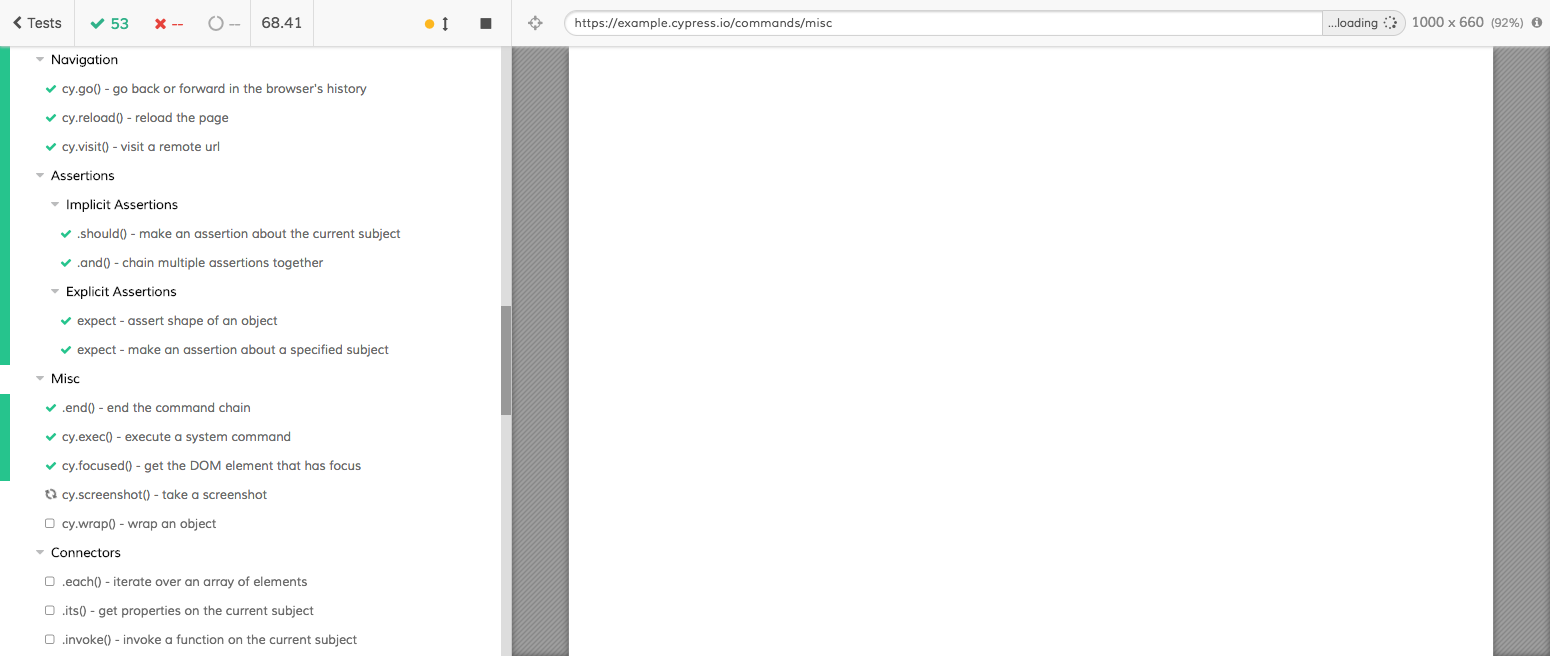 Tests 53 -- -- 68.41
https://example.cypress.io/commands/misc ...loading 1000 x 660 (92%)
Navigation
cy.go() - go back or forward in the browser's history
cy.reload() - reload the page
cy.visit() - visit a remote url
Assertions
Implicit Assertions
.should() - make an assertion about the current subject
.and() - chain multiple assertions together
Explicit Assertions
expect - assert shape of an object
expect - make an assertion about a specified subject
Misc
.end() - end the command chain
cy.exec() - execute a system command
cy.focused() - get the DOM element that has focus
cy.screenshot() - take a screenshot
cy.wrap() - wrap an object
Connectors
.each() - iterate over an array of elements
.its() - get properties on the current subject
.invoke() - invoke a function on the current subject